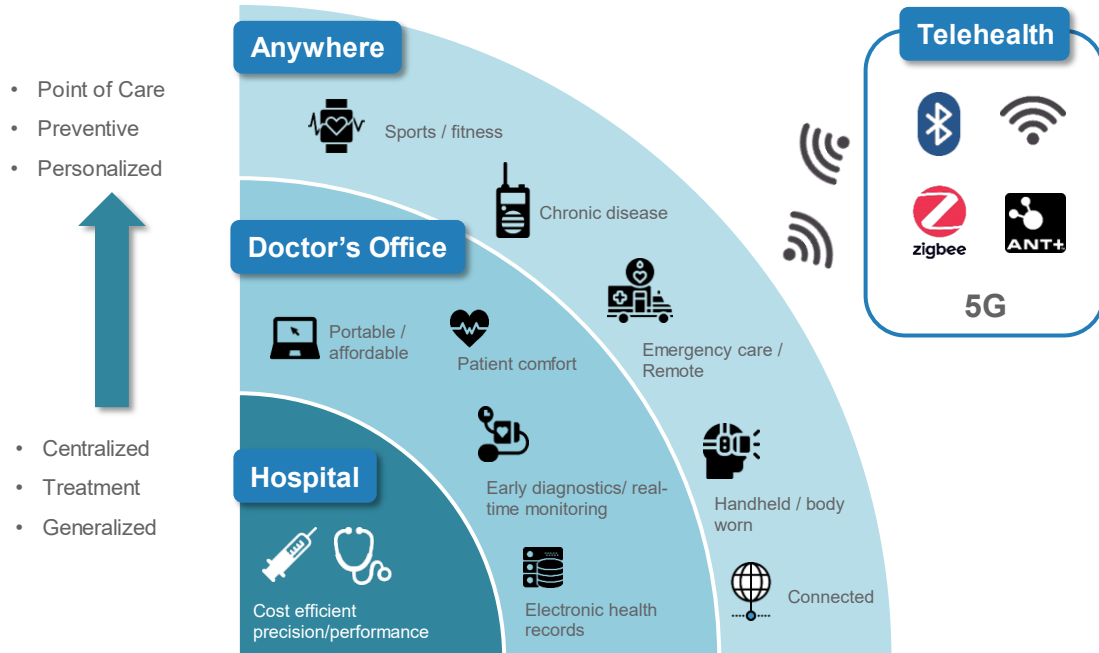 Anywhere
Telehealth
• Point of Care
• Preventive
• Personalized
Sports / fitness
Chronic disease
zigbee
ANT+
5G
Doctor's Office
Portable /
affordable
Patient comfort
Emergency care /
Remote
• Centralized
• Treatment
• Generalized
Hospital
Early diagnostics/ real-
time monitoring
Handheld / body
worn
Cost efficient
precision/performance
Electronic health
records
Connected